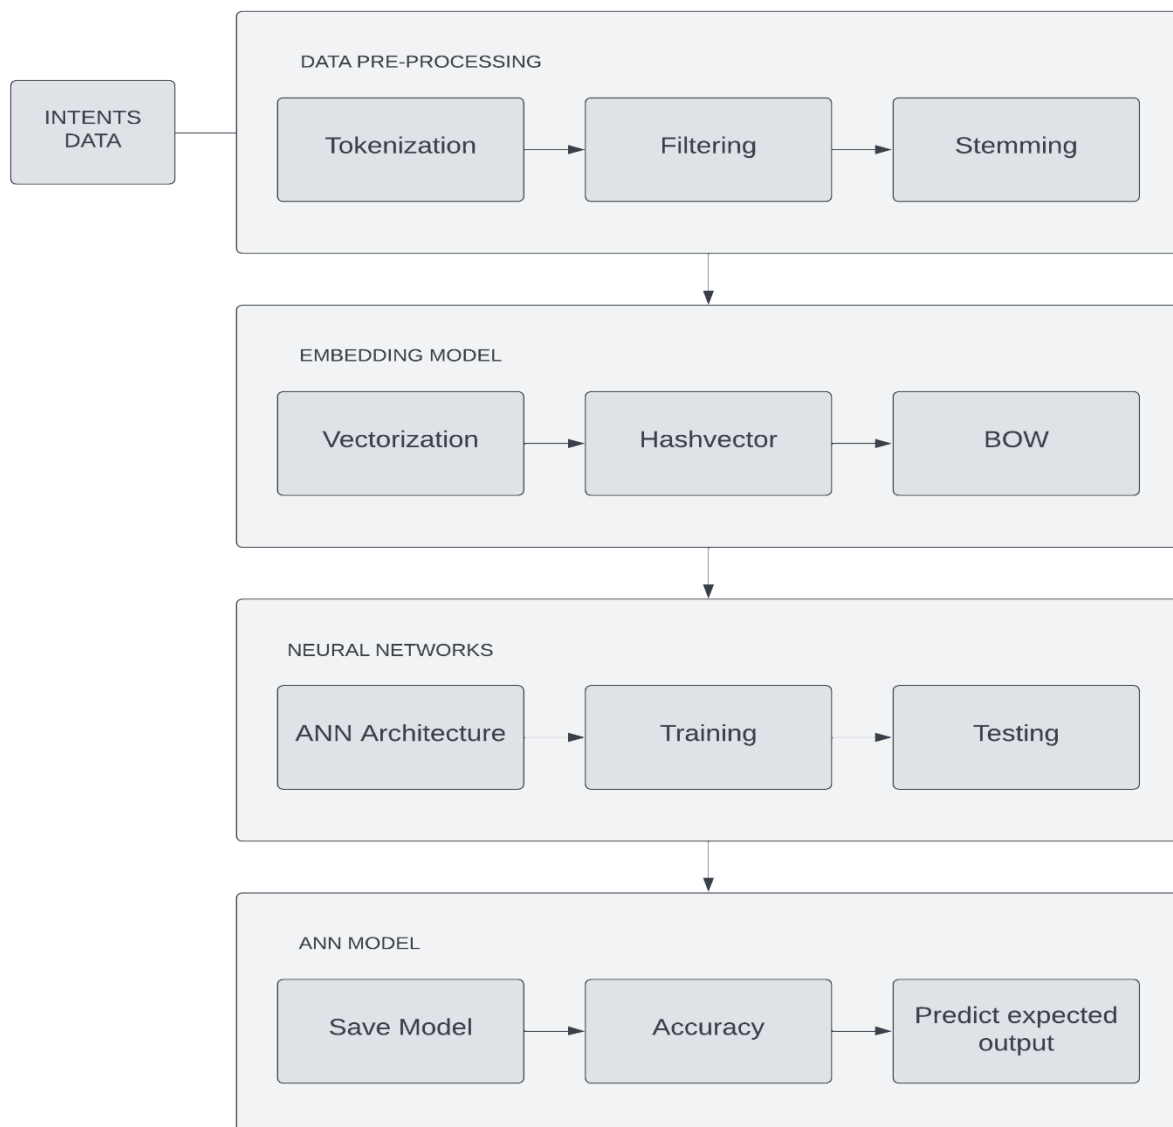 DATA PRE-PROCESSING
INTENTS
DATA
Tokenization
Filtering
Stemming
EMBEDDING MODEL
Vectorization
Hashvector
BOW
NEURAL NETWORKS
ANN Architecture
Training
Testing
ANN MODEL
Save Model
Accuracy
Predict expected
output